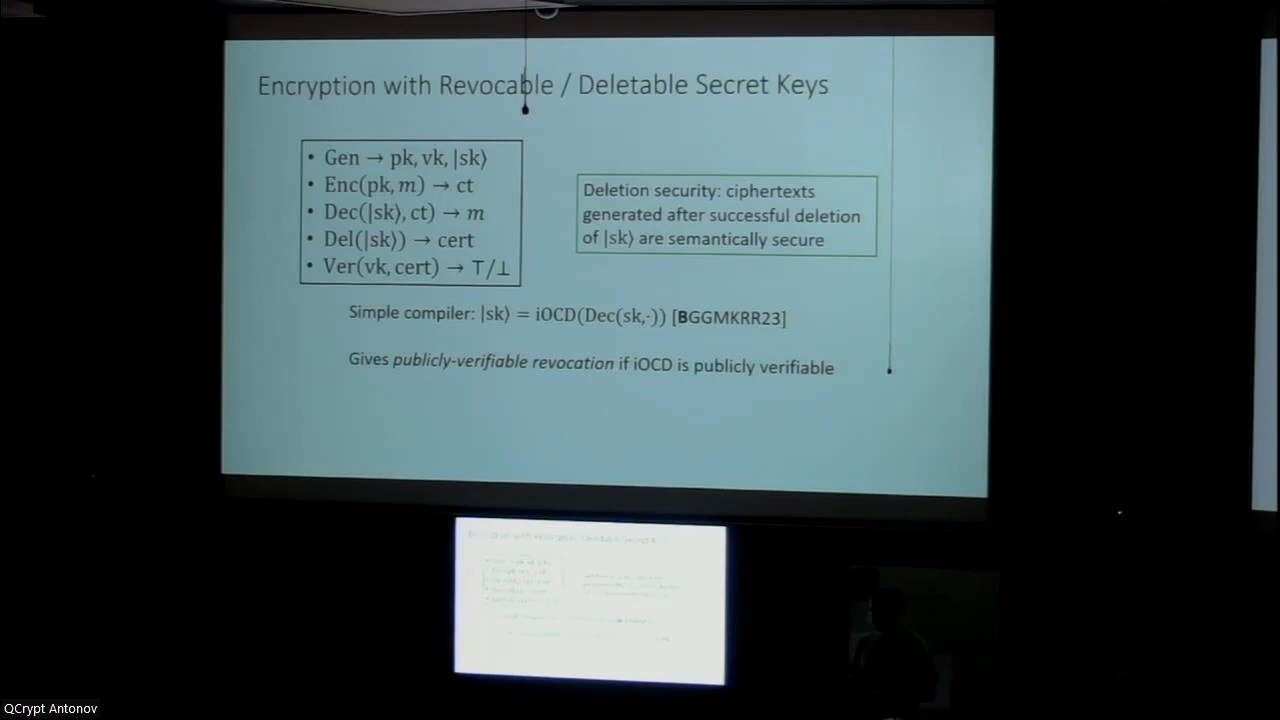 Encryption with Revocable / Deletable Secret Keys
• Gen → pk, vk, |sk⟩
• Enc(pk, m) → ct
• Dec(|sk⟩, ct) → m
• Del(|sk⟩) → cert
• Ver(vk, cert) → ⊤/⊥
Deletion security: ciphertexts
generated after successful deletion
of |sk⟩ are semantically secure
Simple compiler: |sk⟩ = iOCD(Dec(sk,·)) [BGGMKRR23]
Gives publicly-verifiable revocation if iOCD is publicly verifiable
QCrypt Antonov